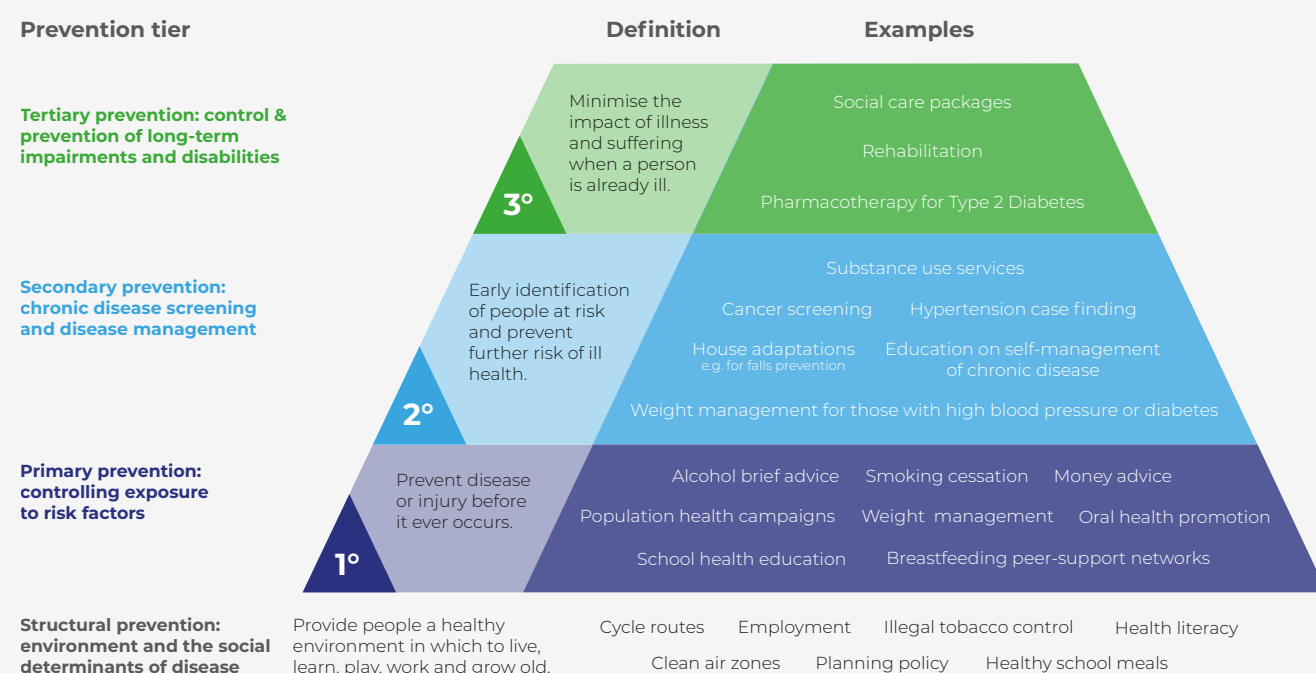 Prevention tier
Definition
Examples
Tertiary prevention: control &
prevention of long-term
impairments and disabilities
3°
Minimise the
impact of illness
and suffering
when a person
is already ill.
Social care packages
Rehabilitation
Pharmacotherapy for Type 2 Diabetes
Secondary prevention:
chronic disease screening
and disease management
2°
Early identification
of people at risk
and prevent
further risk of ill
health.
Substance use services
Cancer screening
Hypertension case finding
House adaptations
e.g. for falls prevention
Education on self-management
of chronic disease
Weight management for those with high blood pressure or diabetes
Primary prevention:
controlling exposure
to risk factors
1°
Prevent disease
or injury before
it ever occurs.
Alcohol brief advice
Smoking cessation
Money advice
Population health campaigns
Weight management
Oral health promotion
School health education
Breastfeeding peer-support networks
Structural prevention:
environment and the social
determinants of disease
Provide people a healthy
environment in which to live,
learn, play, work and grow old.
Cycle routes
Employment
Illegal tobacco control
Health literacy
Clean air zones
Planning policy
Healthy school meals